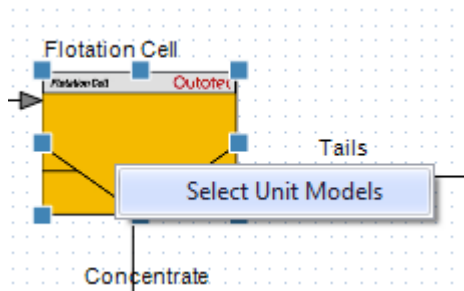 Flotation Cell
Flotation Cell Outotec
Tails
Select Unit Models
Concentrate